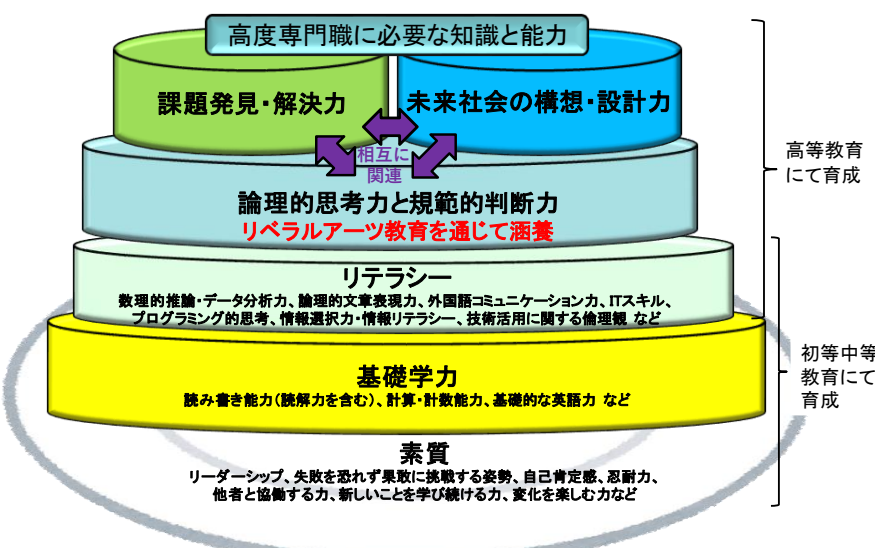 高度専門職に必要な知識と能力
課題発見・解決力
未来社会の構想・設計力
相互に
関連
論理的思考力と規範的判断力
リベラルアーツ教育を通じて涵養
リテラシー
数理的推論・データ分析力、論理的文章表現力、外国語コミュニケーション力、ITスキル、
プログラミング的思考、情報選択力・情報リテラシー、技術活用に関する倫理観 など
基礎学力
読み書き能力(読解力を含む)、計算・計数能力、基礎的な英語力 など
素質
リーダーシップ、失敗を恐れず果敢に挑戦する姿勢、自己肯定感、忍耐力、
他者と協働する力、新しいことを学び続ける力、変化を楽しむ力など
高等教育
にて育成
初等中等
教育にて
育成